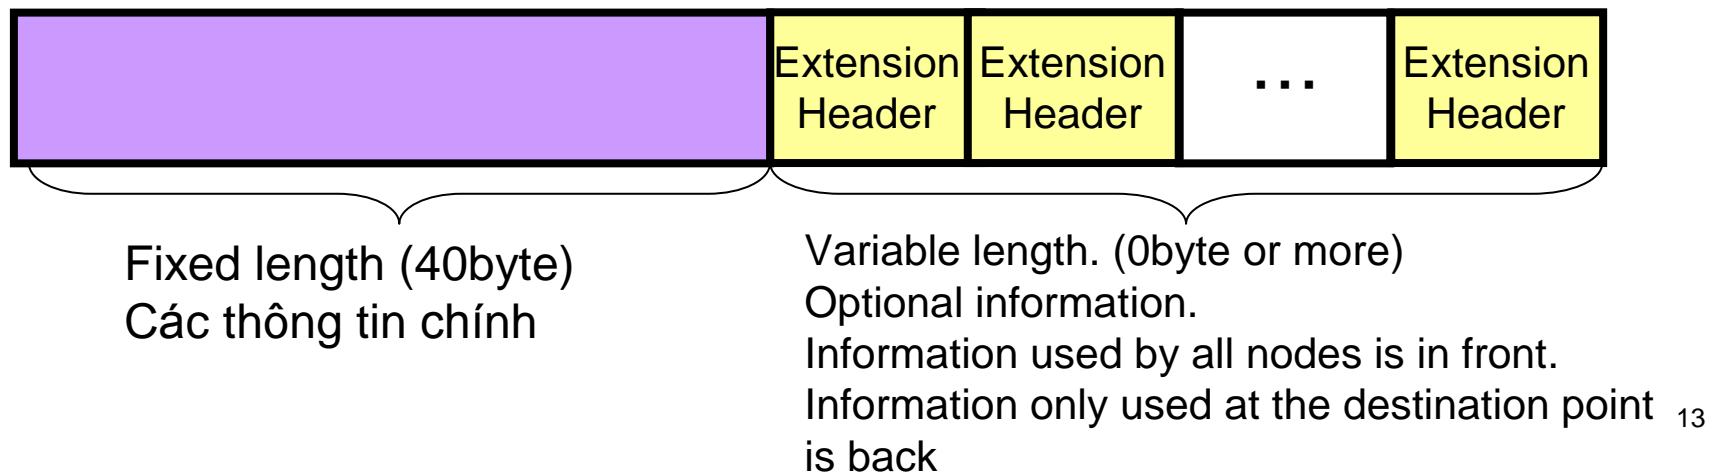 Extension
Header
Extension
Header
...
Extension
Header
Fixed length (40byte)
Các thông tin chính
Variable length. (0byte or more)
Optional information.
Information used by all nodes is in front.
Information only used at the destination point
is back
13